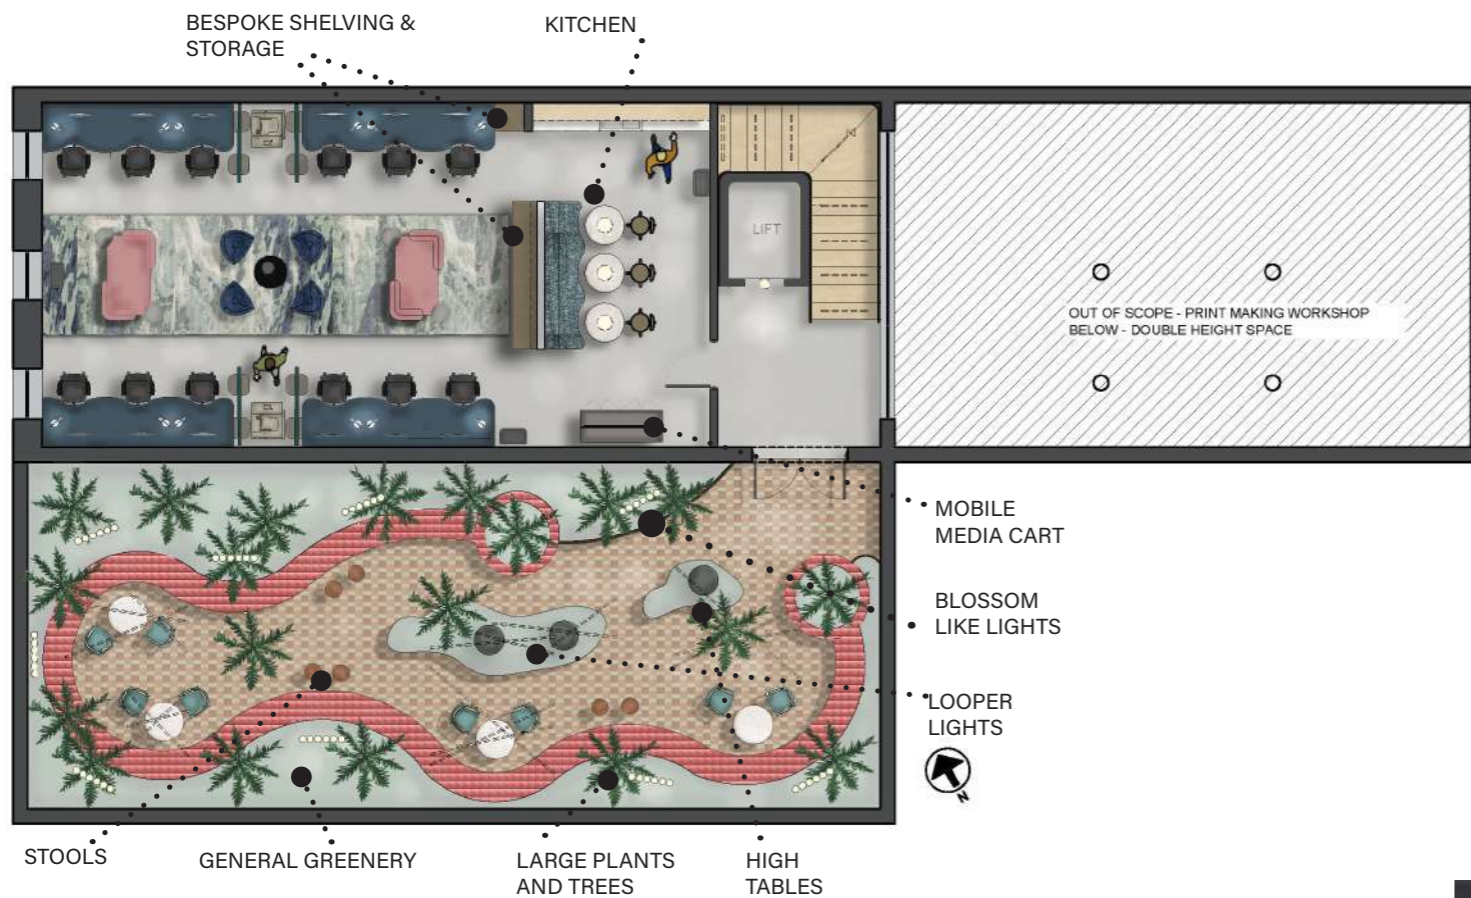 BESPOKE SHELVING &
STORAGE
KITCHEN
LIFT
OUT OF SCOPE - PRINT MAKING WORKSHOP
BELOW - DOUBLE HEIGHT SPACE
MOBILE
MEDIA CART
BLOSSOM
LIKE LIGHTS
LOOPER
LIGHTS
N
STOOLS
GENERAL GREENERY
LARGE PLANTS
AND TREES
HIGH
TABLES